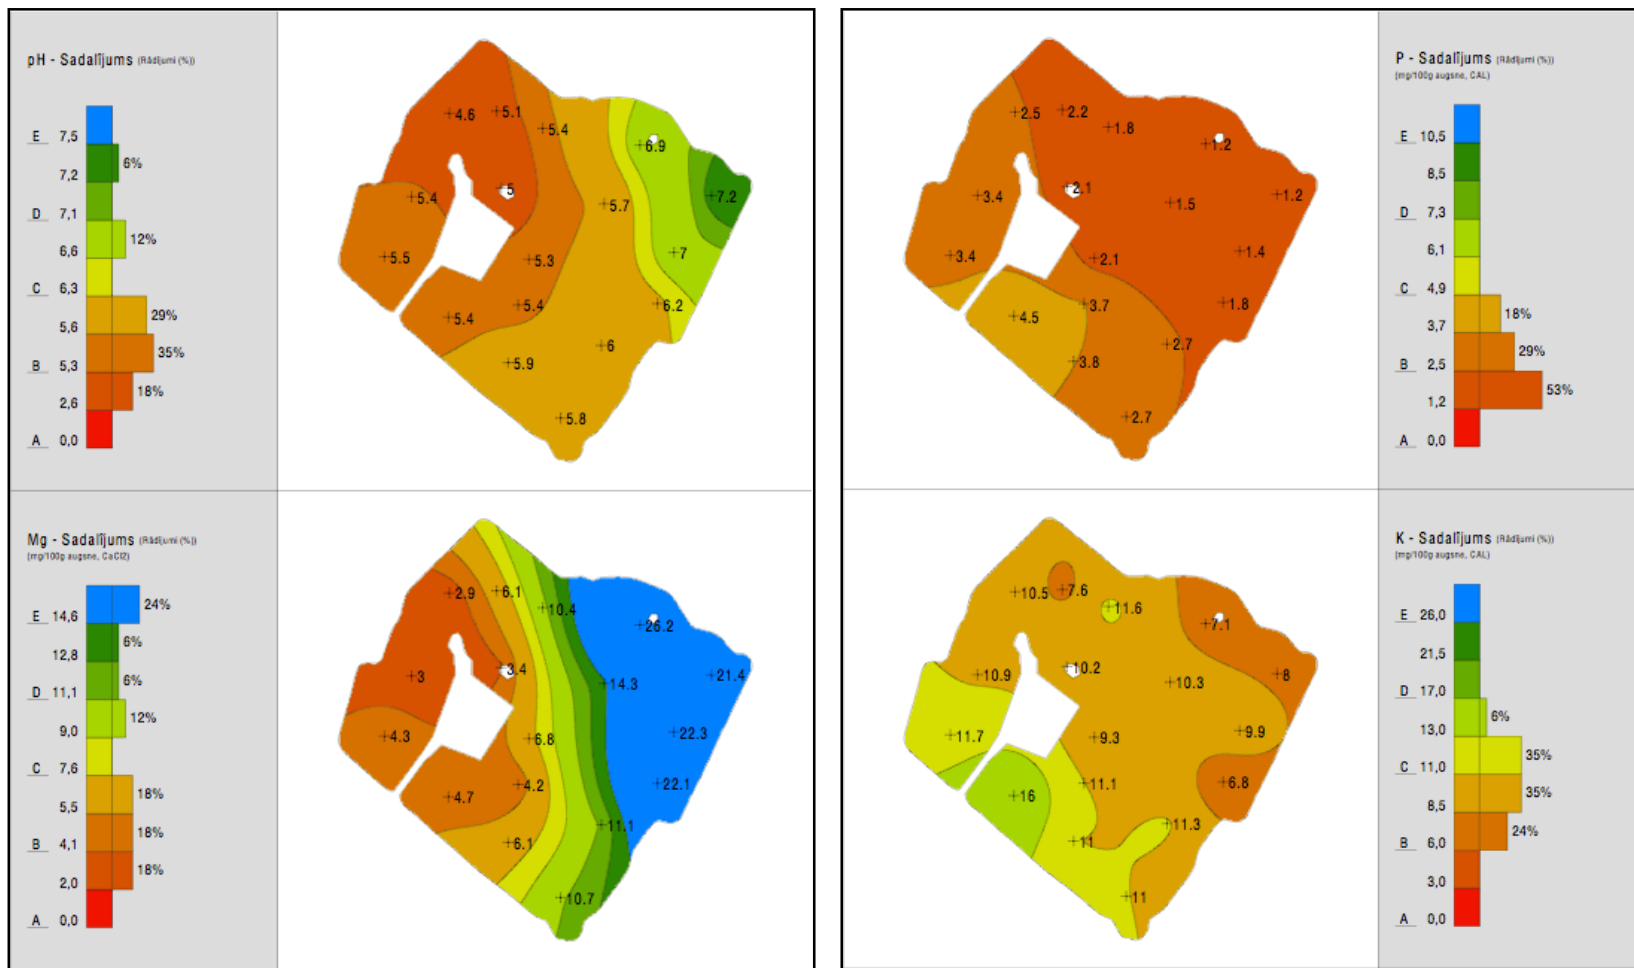 pH - Sadalījums (Rādījumi (%))
E 7,5
7,2 6%
D 7,1
6,6 12%
C 6,3
5,6 29%
B 5,3 35%
2,6 18%
A 0,0
+4.6 +5.1
+5.4
+6.9
+5
+5.4 +5.7 +7.2
+5.5 +5.3 +7
+5.4 +5.4 +6.2
+5.9 +6
+5.8
P - Sadalījums (Rādījumi (%))
(mg/100g augsne, CAL)
E 10,5
8,5
D 7,3
6,1
C 4,9
3,7 18%
B 2,5 29%
1,2 53%
A 0,0
+2.5 +2.2
+1.8
+1.2
+2.1
+3.4 +1.5 +1.2
+3.4 +2.1 +1.4
+4.5 +3.7 +1.8
+3.8 +2.7
+2.7
Mg - Sadalījums (Rādījumi (%))
(mg/100g augsne, CaCl2)
E 14,6 24%
12,8 6%
D 11,1 6%
9,0 12%
C 7,6
5,5 18%
B 4,1 18%
2,0 18%
A 0,0
+2.9 +6.1
+10.4
+26.2
+3.4
+3 +14.3 +21.4
+4.3 +6.8 +22.3
+4.7 +4.2 +22.1
+6.1 +11.1
+10.7
K - Sadalījums (Rādījumi (%))
(mg/100g augsne, CAL)
E 26,0
21,5
D 17,0
13,0 6%
C 11,0 35%
8,5 35%
B 6,0 24%
3,0
A 0,0
+10.5 +7.6
+11.6
+7.1
+10.2
+10.9 +10.3 +8
+11.7 +9.3 +9.9
+16 +11.1 +6.8
+11 +11.3
+11